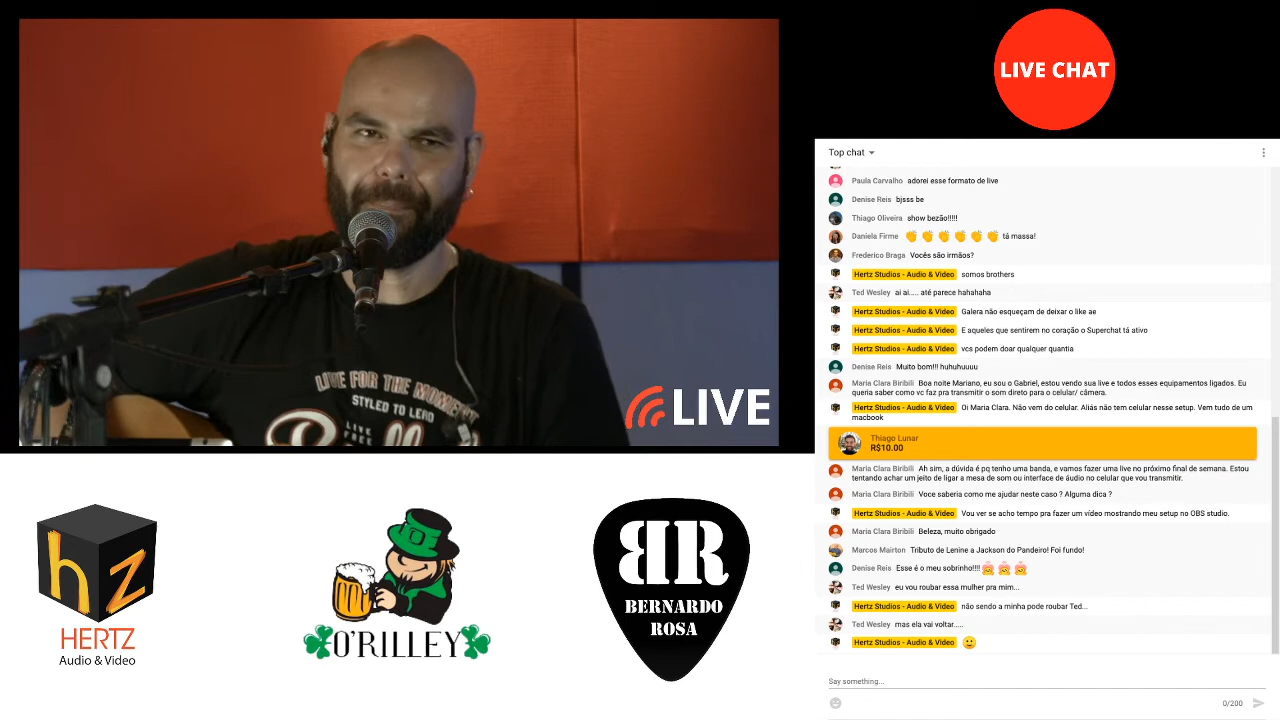 LIVE CHAT
LIVE FOR THE MOMENT
STYLED TO LEAD
LIVE
LIVE
Top chat
Paula Carvalho adorei esse formato de live
Denise Reis bjsss be
Thiago Oliveira show bezão!!!!!
Daniela Firme 👏👏👏👏👏👏 tá massa!
Frederico Braga Vocés são irmãos?
Hertz Studios - Audio & Video somos brothers
Ted Wesley ai ai..... até parece hahahaha
Hertz Studios - Audio & Video Galera não esqueçam de deixar o like ae
Hertz Studios - Audio & Video E aqueles que sentirem no coração o Superchat tá ativo
Hertz Studios - Audio & Video vcs podem doar qualquer quantia
Denise Reis Muito bom!!! huhuhuuuu
Maria Clara Biribili Boa noite Mariano, eu sou o Gabriel, estou vendo sua live e todos esses equipamentos ligados. Eu
queria saber como vc faz pra transmitir o som direto para o celular/ câmera.
Hertz Studios - Audio & Video Oi Maria Clara. Não vem do celular. Aliás não tem celular nesse setup. Vem tudo de um
macbook
Thiago Lunar
R$10.00
Maria Clara Biribili Ah sim, a dúvida é pq tenho uma banda, e vamos fazer uma live no próximo final de semana. Estou
tentando achar um jeito de ligar a mesa de som ou interface de áudio no celular que vou transmitir.
Maria Clara Biribili Voce saberia como me ajudar neste caso ? Alguma dica ?
Hertz Studios - Audio & Video Vou ver se acho tempo pra fazer um vídeo mostrando meu setup no OBS studio.
Maria Clara Biribili Beleza, muito obrigado
Marcos Mairton Tributo de Lenine a Jackson do Pandeiro! Foi fundo!
Denise Reis Esse é o meu sobrinho!!!!
Ted Wesley eu vou roubar essa mulher pra mim...
Hertz Studios - Audio & Video não sendo a minha pode roubar Ted...
Ted Wesley mas ela vai voltar.....
Hertz Studios - Audio & Video 🙂
Say something...
0/200
hz
HERTZ
Audio & Video
O'RILLEY
BR
BERNARDO
ROSA